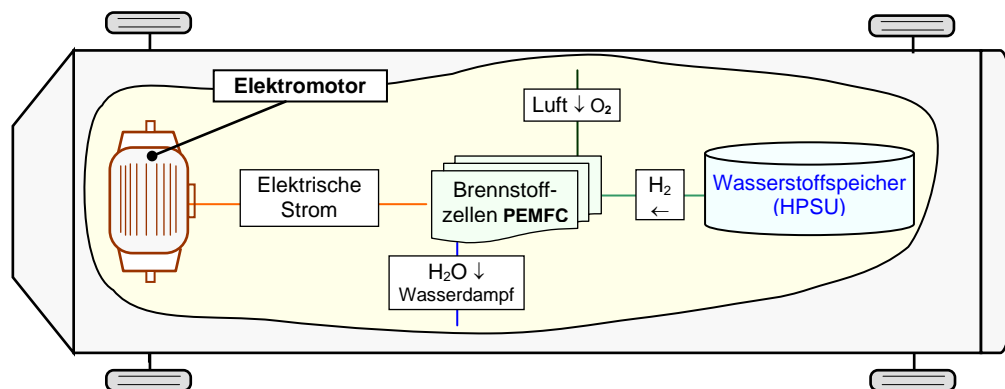 Elektromotor
Luft ↓ O₂
Elektrische
Strom
Brennstoff-
zellen PEMFC
H₂
←
Wasserstoffspeicher
(HPSU)
H₂O ↓
Wasserdampf